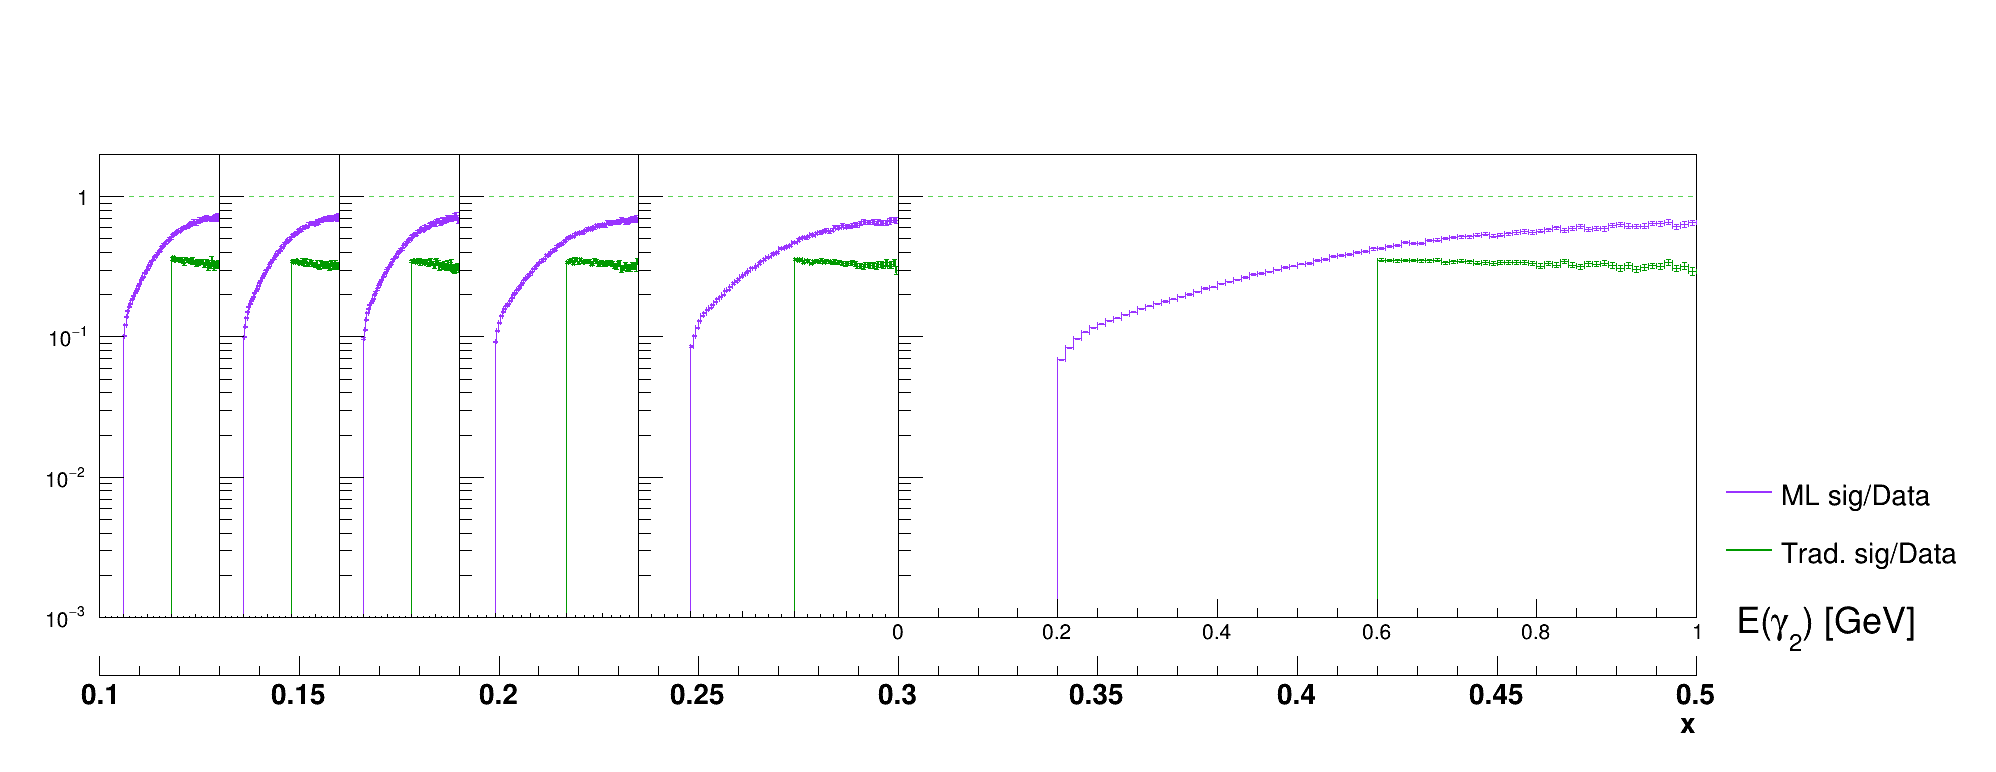 1
10⁻¹
10⁻²
10⁻³
ML sig/Data
Trad. sig/Data
0 0.2 0.4 0.6 0.8 1
E(γ₂) [GeV]
0.1 0.15 0.2 0.25 0.3 0.35 0.4 0.45 0.5
x